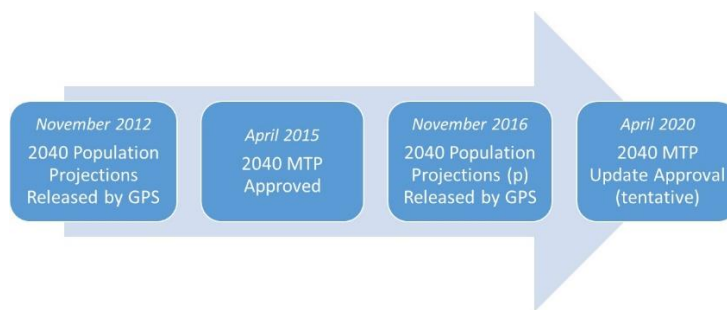 November 2012
2040 Population
Projections
Released by GPS
April 2015
2040 MTP
Approved
November 2016
2040 Population
Projections (p)
Released by GPS
April 2020
2040 MTP
Update Approval
(tentative)